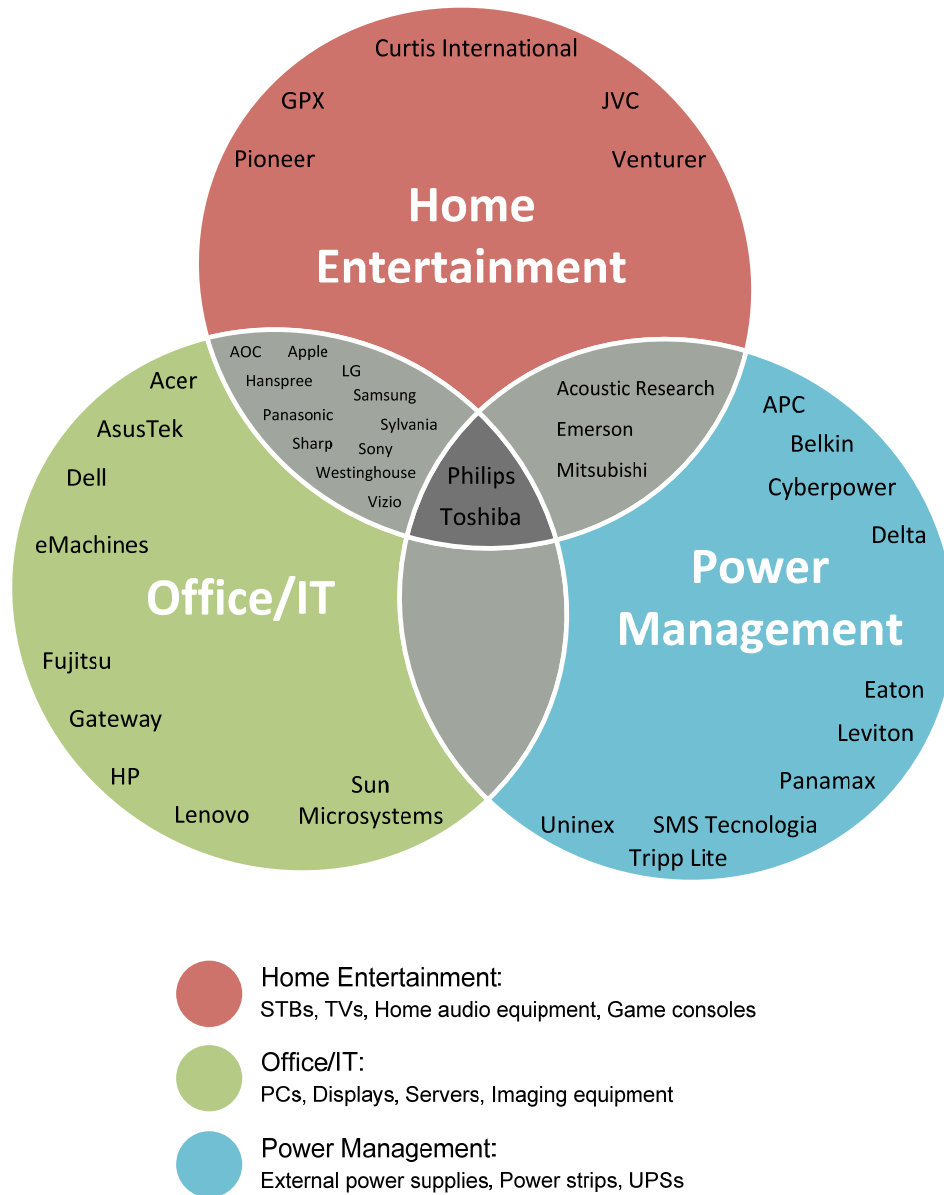 Curtis International
GPX
JVC
Pioneer
Venturer
Home
Entertainment
AOC
Apple
LG
Hanspree
Samsung
Panasonic
Sylvania
Sharp
Sony
Westinghouse
Vizio
Acoustic Research
Emerson
Mitsubishi
Philips
Toshiba
Acer
AsusTek
Dell
eMachines
Office/IT
Fujitsu
Gateway
HP
Lenovo
Sun
Microsystems
APC
Belkin
Cyberpower
Delta
Power
Management
Eaton
Leviton
Panamax
Uninex
SMS Tecnologia
Tripp Lite
Home Entertainment:
STBs, TVs, Home audio equipment, Game consoles
Office/IT:
PCs, Displays, Servers, Imaging equipment
Power Management:
External power supplies, Power strips, UPSs